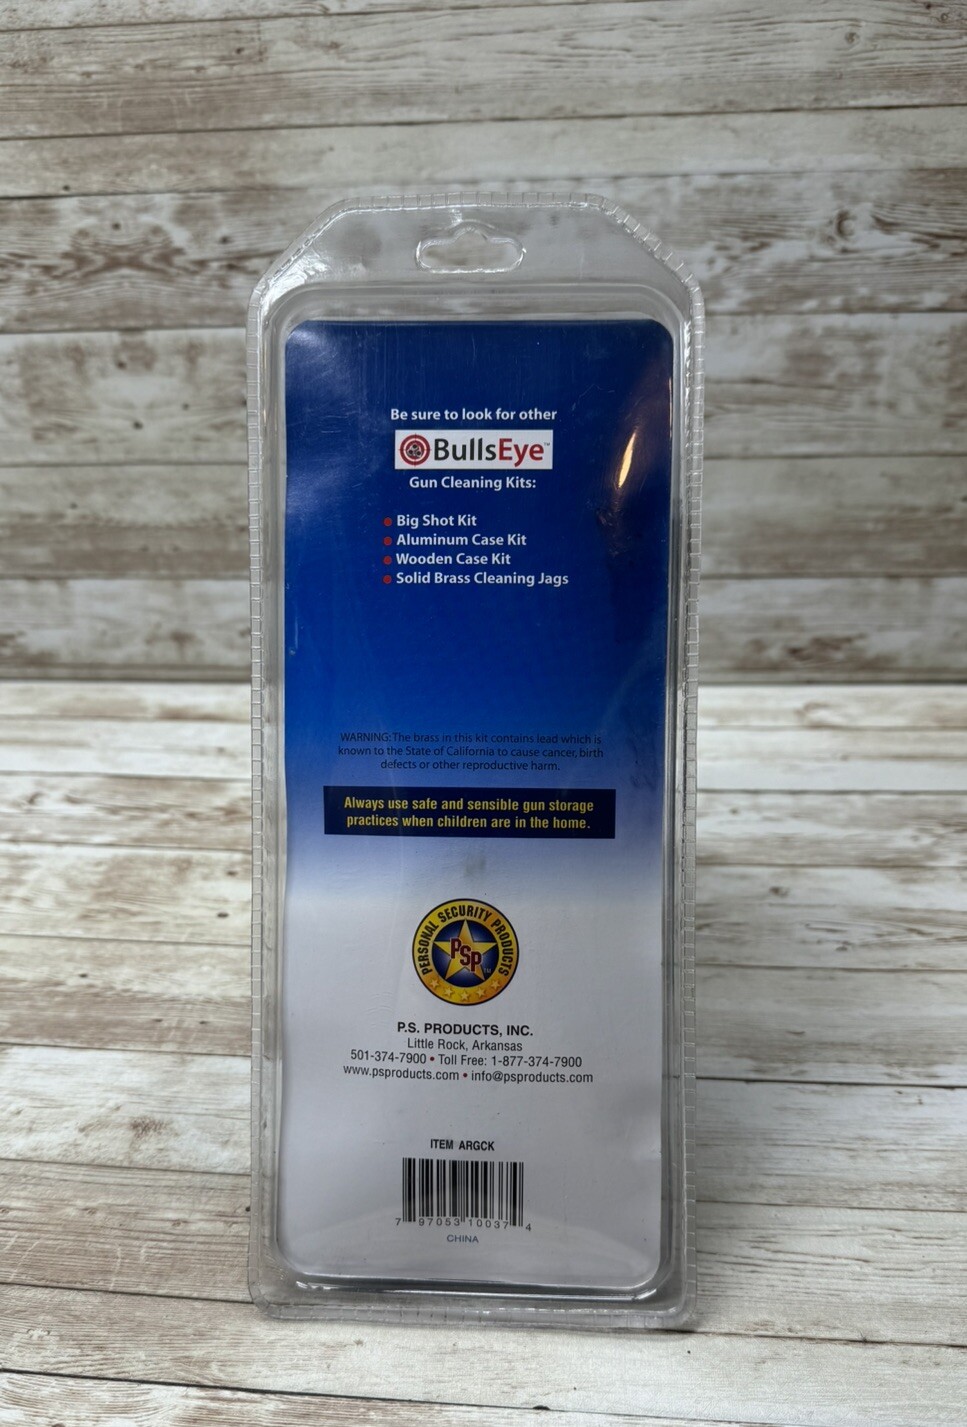 Be sure to look for other
BullsEye™
Gun Cleaning Kits:
• Big Shot Kit
• Aluminum Case Kit
• Wooden Case Kit
• Solid Brass Cleaning Jags
WARNING: The brass in this kit contains lead which is
known to the State of California to cause cancer, birth
defects or other reproductive harm.
Always use safe and sensible gun storage
practices when children are in the home.
PERSONAL SECURITY PRODUCTS
PSP™
P.S. PRODUCTS, INC.
Little Rock, Arkansas
501-374-7900 • Toll Free: 1-877-374-7900
www.psproducts.com • info@psproducts.com
ITEM ARGCK
7 97053 10037 4
CHINA